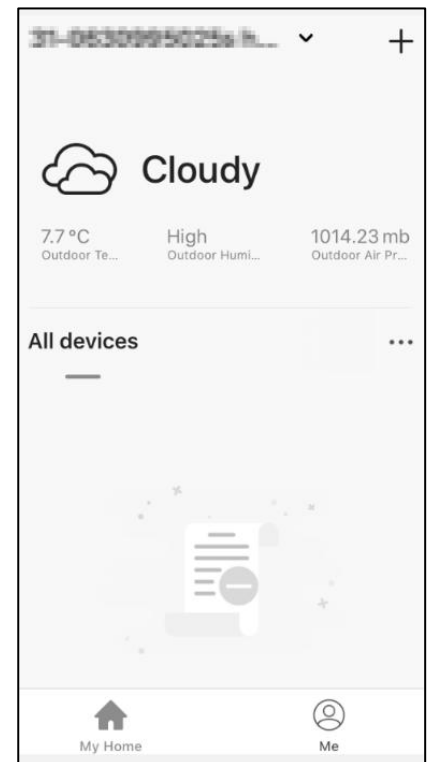 Cloudy
7.7 °C High 1014.23 mb
Outdoor Te... Outdoor Humi... Outdoor Air Pr...
All devices
My Home Me